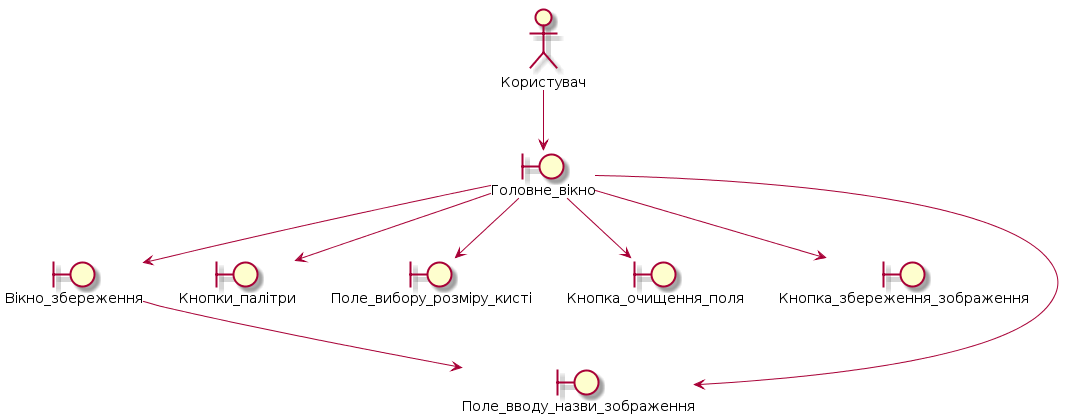 Користувач
Головне_вікно
Вікно_збереження
Кнопки_палітри
Поле_вибору_розміру_кисті
Кнопка_очищення_поля
Кнопка_збереження_зображення
Поле_вводу_назви_зображення